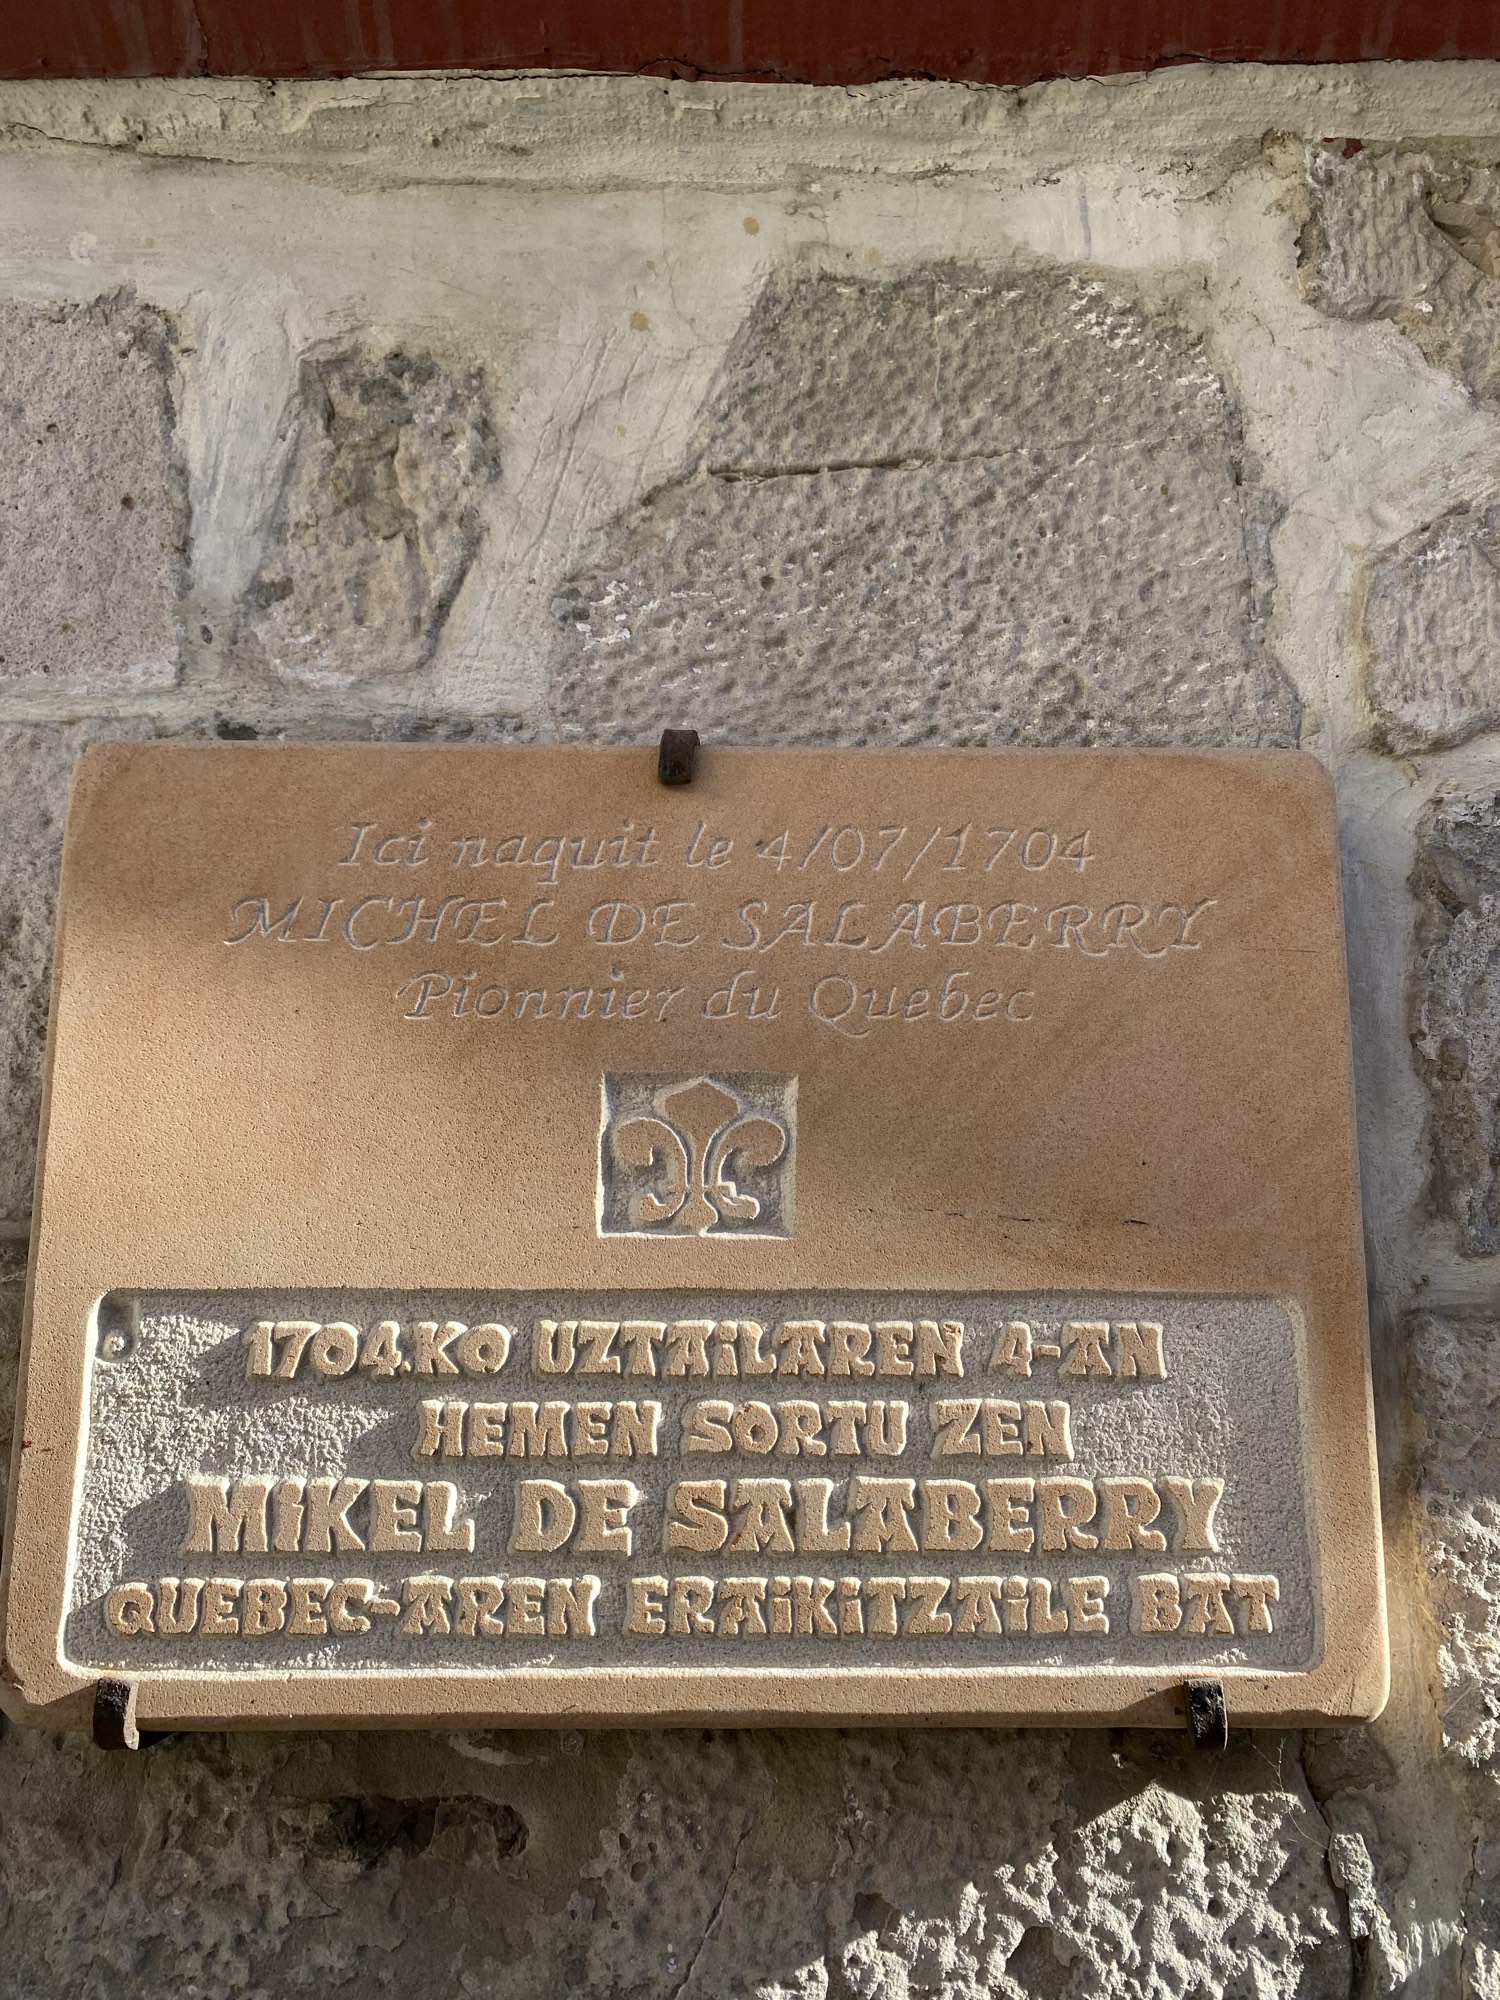 Ici naquit le 4/07/1704
MICHEL DE SALABERRY
Pionnier du Quebec
1704.KO UZTAiLAREN 4-AN
HEMEN SORTU ZEN
MiKEL DE SALABERRY
QUEBEC-AREN ERAiKiTZAiLE BAT